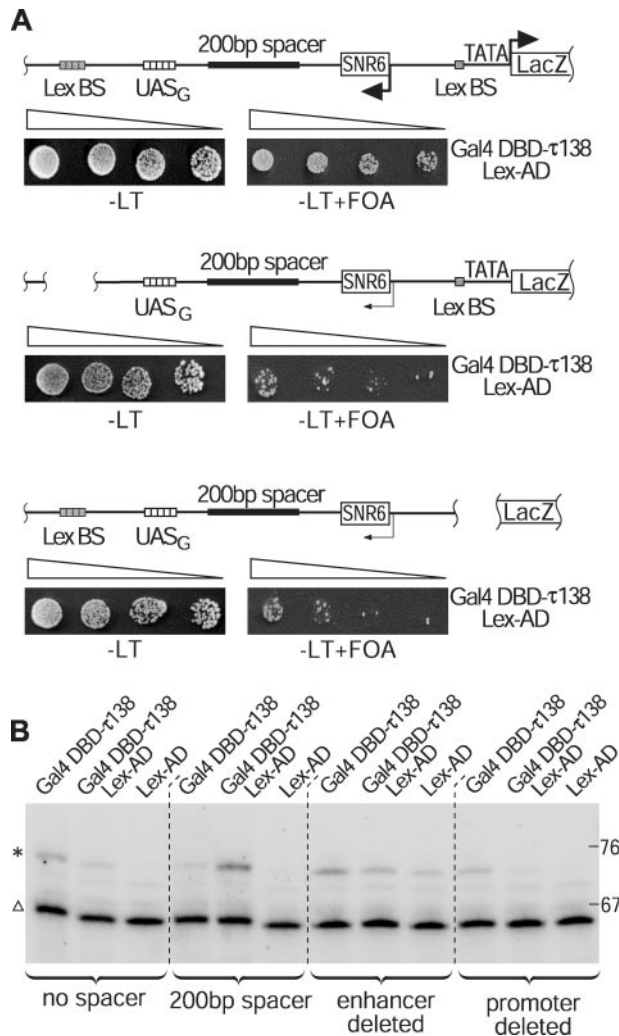 A
200bp spacer
SNR6
TATA
LacZ
Lex BS
UASG
Lex BS
-LT
-LT+FOA
Gal4 DBD-τ138
Lex-AD
200bp spacer
SNR6
TATA
LacZ
UASG
Lex BS
-LT
-LT+FOA
Gal4 DBD-τ138
Lex-AD
200bp spacer
SNR6
LacZ
Lex BS
UASG
-LT
-LT+FOA
Gal4 DBD-τ138
Lex-AD
B
Gal4 DBD-τ138
Gal4 DBD-τ138
Lex-AD
Lex-AD
Gal4 DBD-τ138
Gal4 DBD-τ138
Lex-AD
Lex-AD
Gal4 DBD-τ138
Gal4 DBD-τ138
Lex-AD
Lex-AD
Gal4 DBD-τ138
Gal4 DBD-τ138
Lex-AD
Lex-AD
*
Δ
-76
-67
no spacer
200bp spacer
enhancer
deleted
promoter
deleted